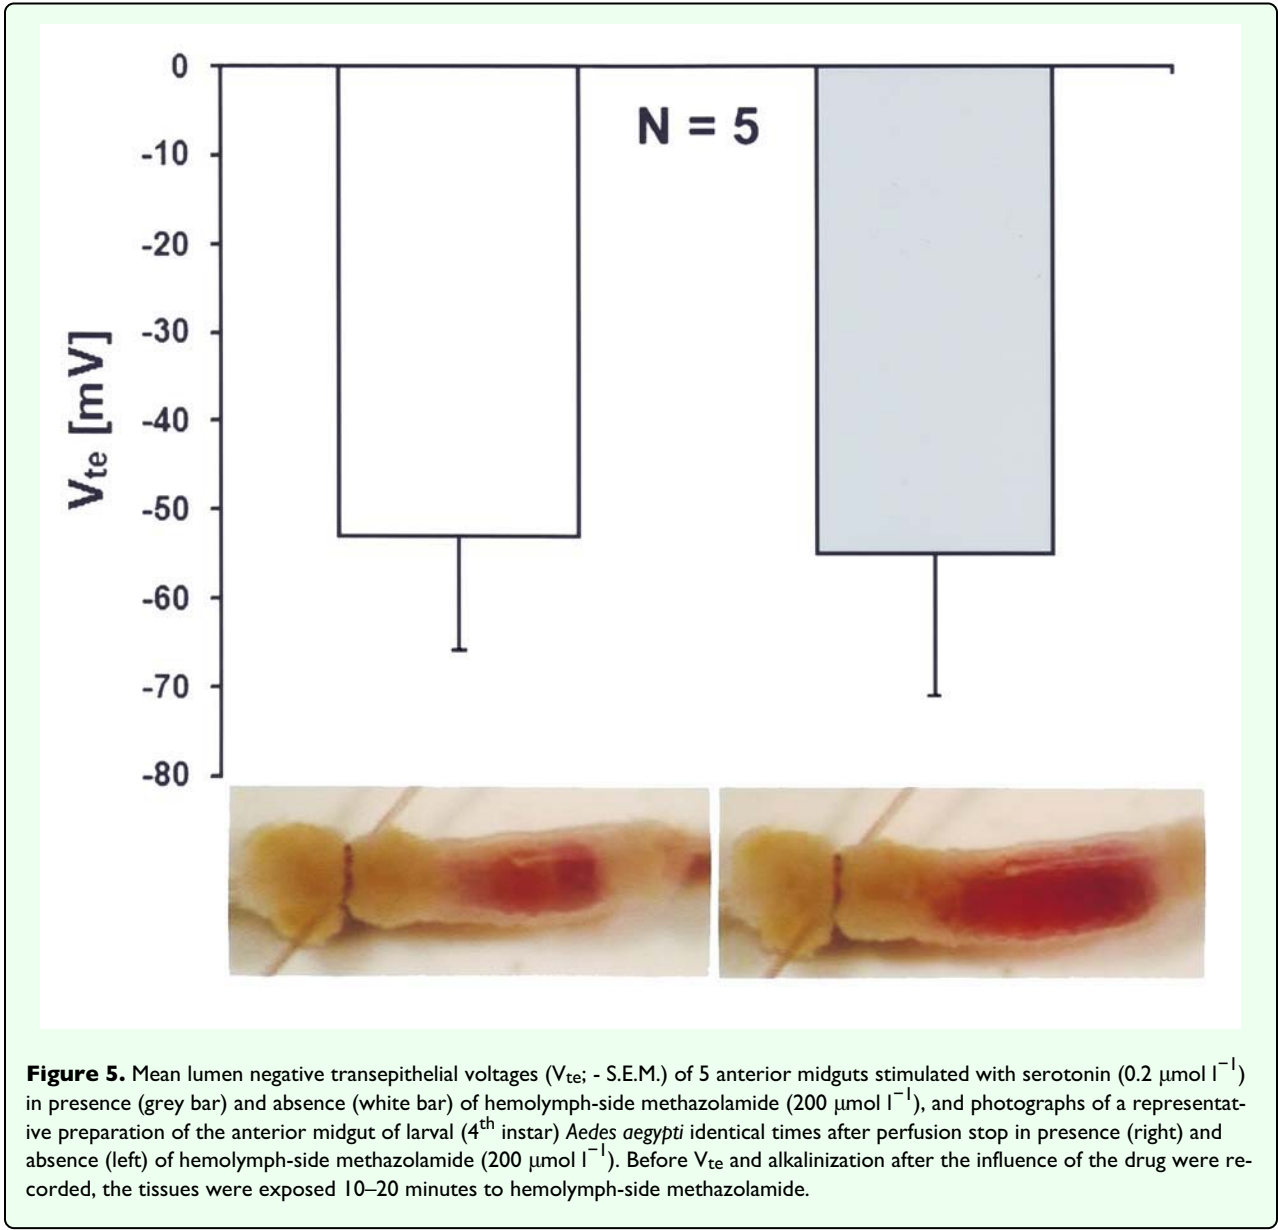 0
N = 5
-10
-20
-30
-40
-50
-60
-70
-80
Vte [mV]
Figure 5. Mean lumen negative transepithelial voltages (Vte; - S.E.M.) of 5 anterior midguts stimulated with serotonin (0.2 μmol l−1)
in presence (grey bar) and absence (white bar) of hemolymph-side methazolamide (200 μmol l−1), and photographs of a representat-
ive preparation of the anterior midgut of larval (4th instar) Aedes aegypti identical times after perfusion stop in presence (right) and
absence (left) of hemolymph-side methazolamide (200 μmol l−1). Before Vte and alkalinization after the influence of the drug were re-
corded, the tissues were exposed 10–20 minutes to hemolymph-side methazolamide.